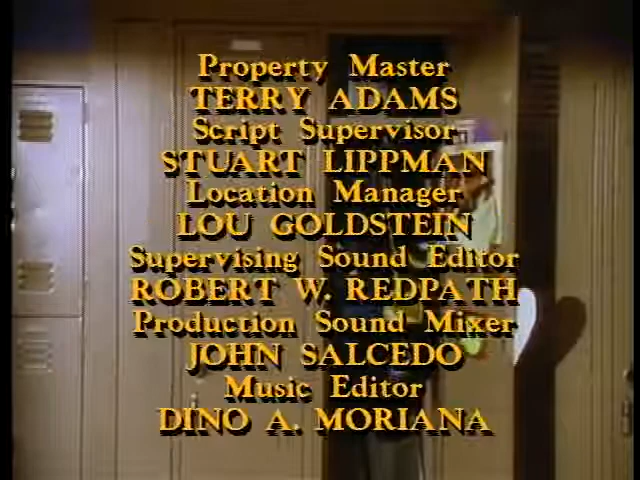 Property Master
TERRY ADAMS
Script Supervisor
STUART LIPPMAN
Location Manager
LOU GOLDSTEIN
Supervising Sound Editor
ROBERT W. REDPATH
Production Sound Mixer
JOHN SALCEDO
Music Editor
DINO A. MORIANA